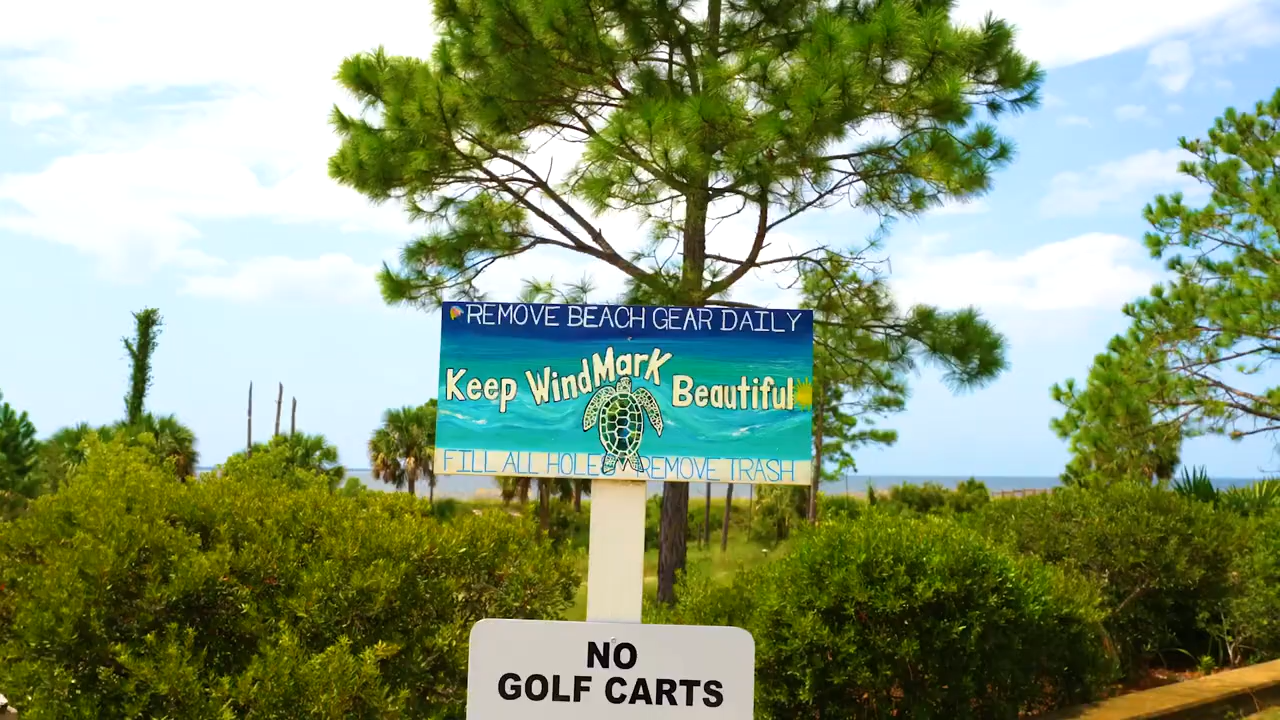 REMOVE BEACH GEAR DAILY
Keep WindMark Beautiful
FILL ALL HOLES REMOVE TRASH
NO
GOLF CARTS